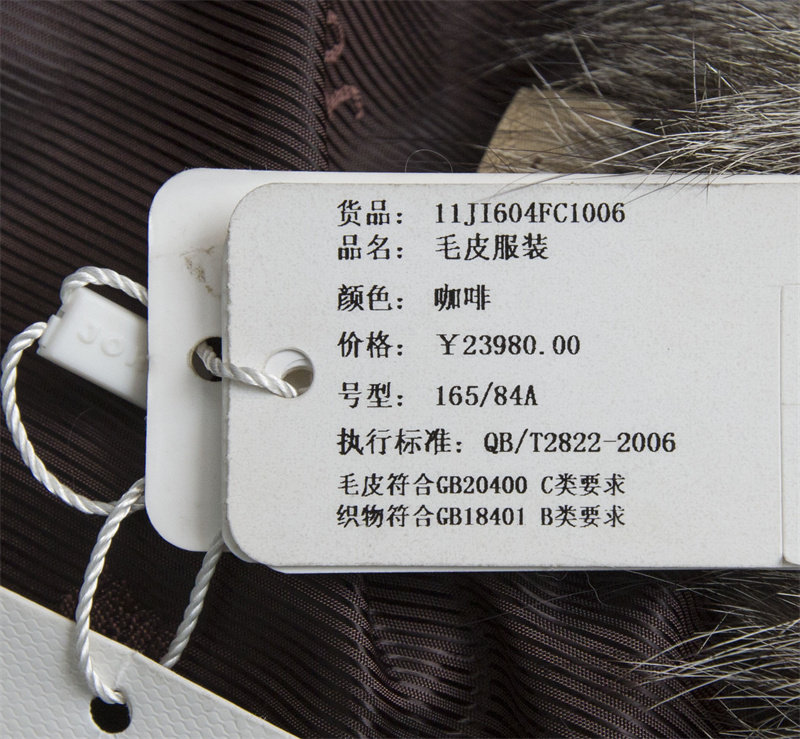 货品： 11JI604FC1006
品名： 毛皮服装
颜色： 咖啡
价格： ￥23980.00
号型： 165/84A
执行标准： QB/T2822-2006
毛皮符合GB20400 C类要求
织物符合GB18401 B类要求